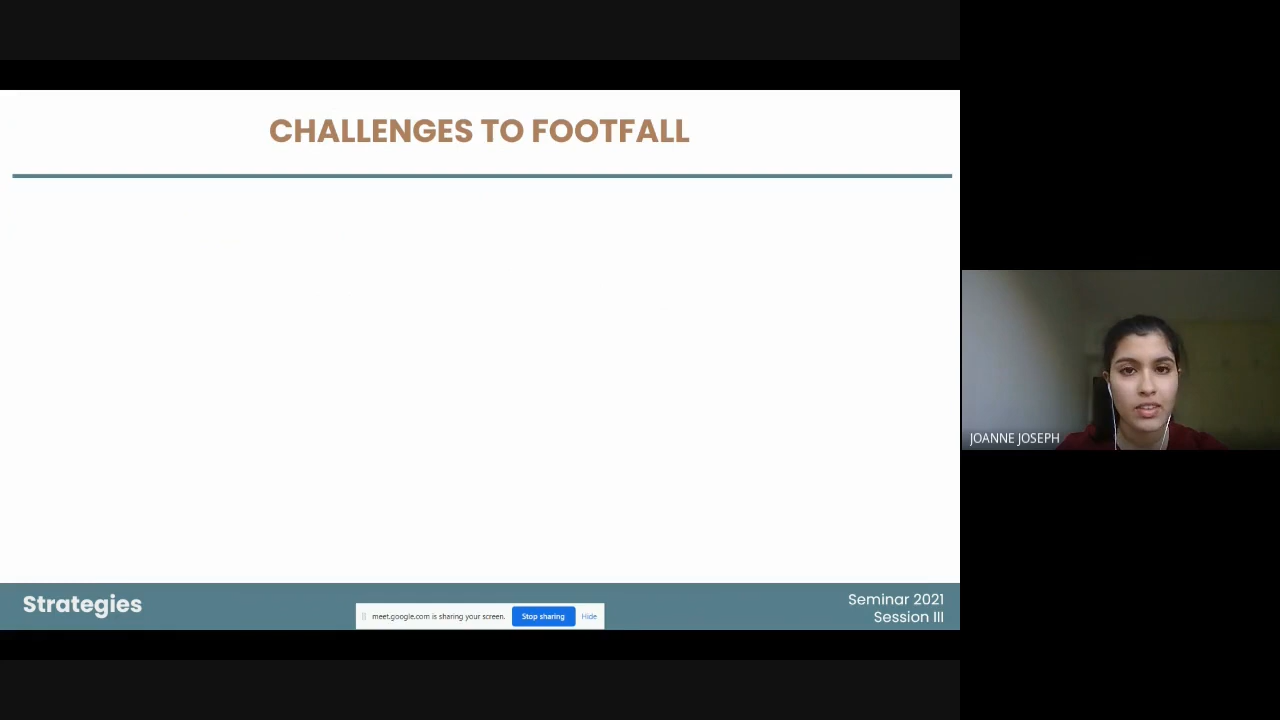 CHALLENGES TO FOOTFALL
JOANNE JOSEPH
Strategies
meet.google.com is sharing your screen.
Stop sharing
Hide
Seminar 2021
Session III